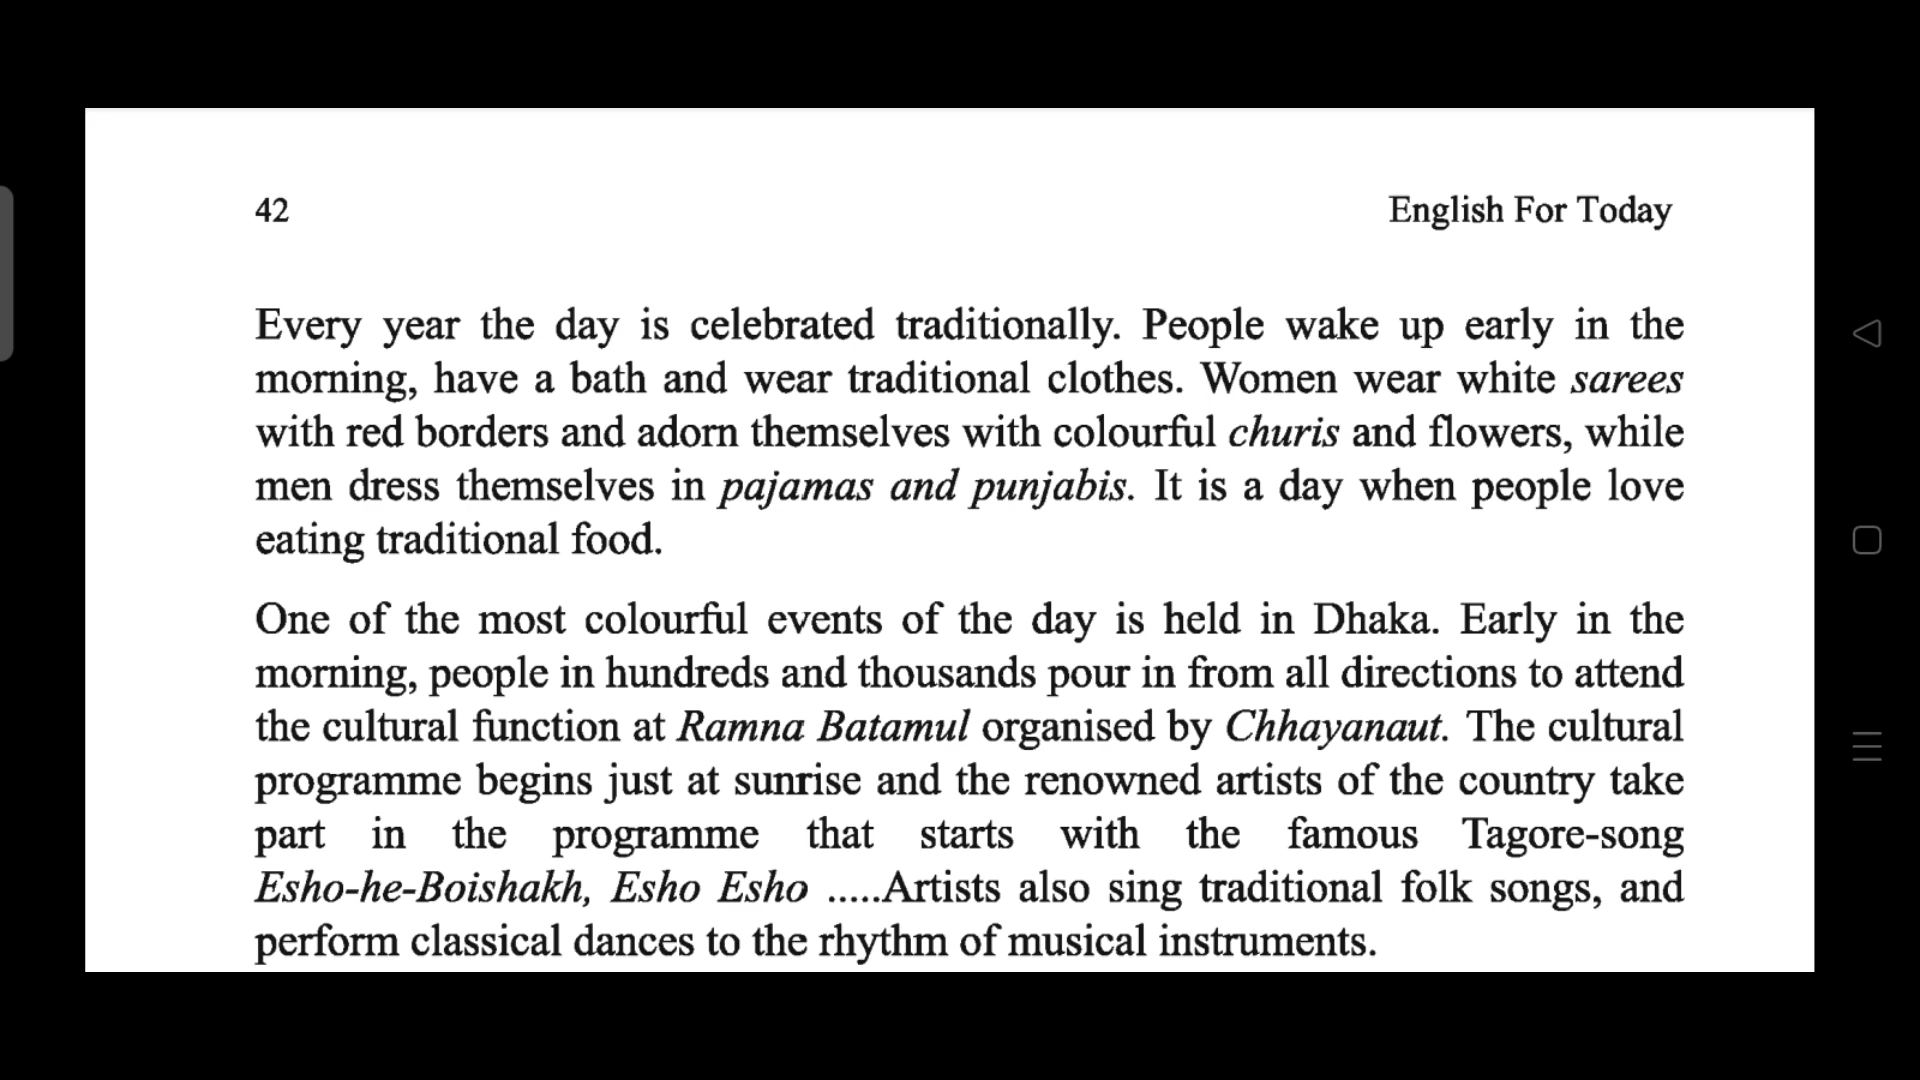 42
English For Today
Every year the day is celebrated traditionally. People wake up early in the
morning, have a bath and wear traditional clothes. Women wear white sarees
with red borders and adorn themselves with colourful churis and flowers, while
men dress themselves in pajamas and punjabis. It is a day when people love
eating traditional food.
One of the most colourful events of the day is held in Dhaka. Early in the
morning, people in hundreds and thousands pour in from all directions to attend
the cultural function at Ramna Batamul organised by Chhayanaut. The cultural
programme begins just at sunrise and the renowned artists of the country take
part in the programme that starts with the famous Tagore-song
Esho-he-Boishakh, Esho Esho .....Artists also sing traditional folk songs, and
perform classical dances to the rhythm of musical instruments.